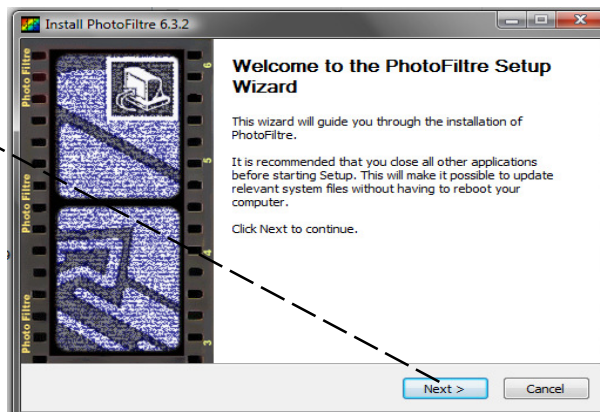 Install PhotoFiltre 6.3.2
Welcome to the PhotoFiltre Setup
Wizard
This wizard will guide you through the installation of
PhotoFiltre.
It is recommended that you close all other applications
before starting Setup. This will make it possible to update
relevant system files without having to reboot your
computer.
Click Next to continue.
Photo Filtre
6
Photo Filtre
5
4
Photo Filtre
3
Next >
Cancel